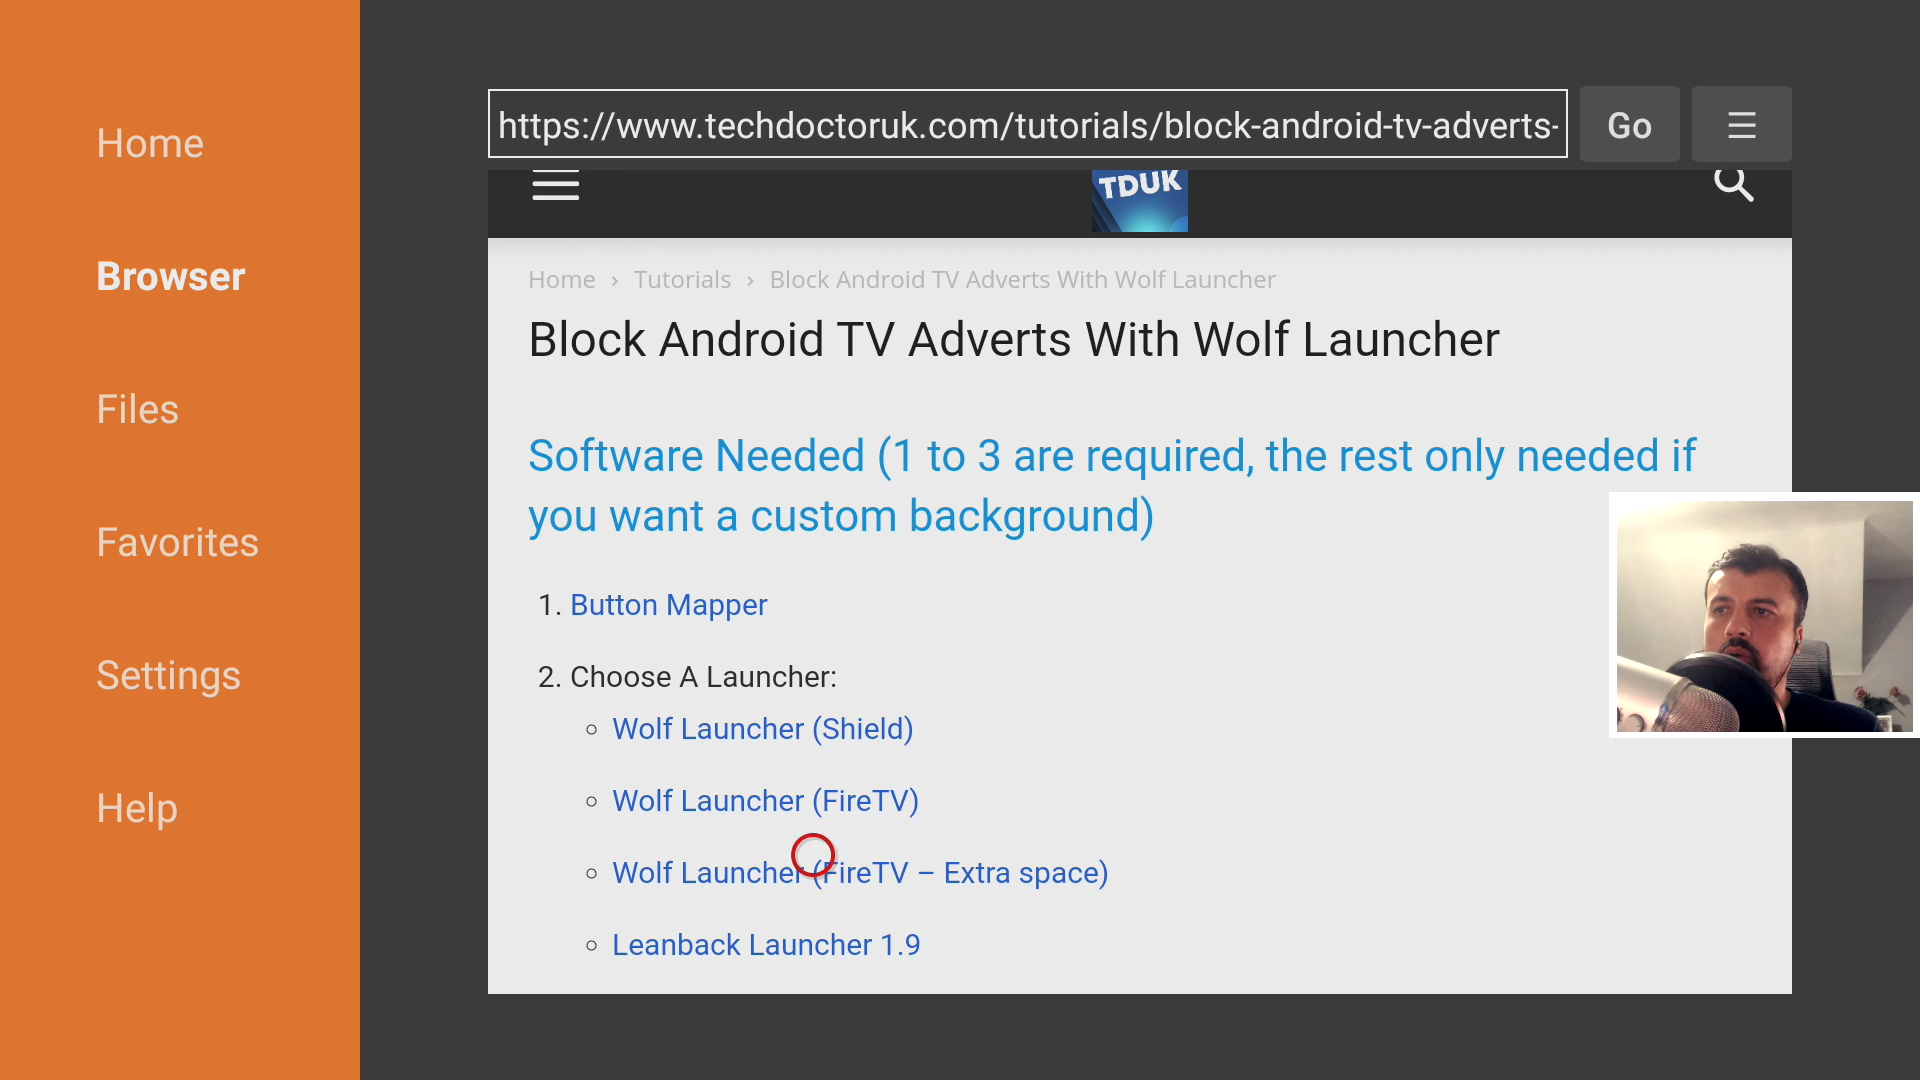 Home
Browser
Files
Favorites
Settings
Help
https://www.techdoctoruk.com/tutorials/block-android-tv-adverts-
Go
TDUK
Home › Tutorials › Block Android TV Adverts With Wolf Launcher
Block Android TV Adverts With Wolf Launcher
Software Needed (1 to 3 are required, the rest only needed if
you want a custom background)
1. Button Mapper
2. Choose A Launcher:
Wolf Launcher (Shield)
Wolf Launcher (FireTV)
Wolf Launcher (FireTV – Extra space)
Leanback Launcher 1.9